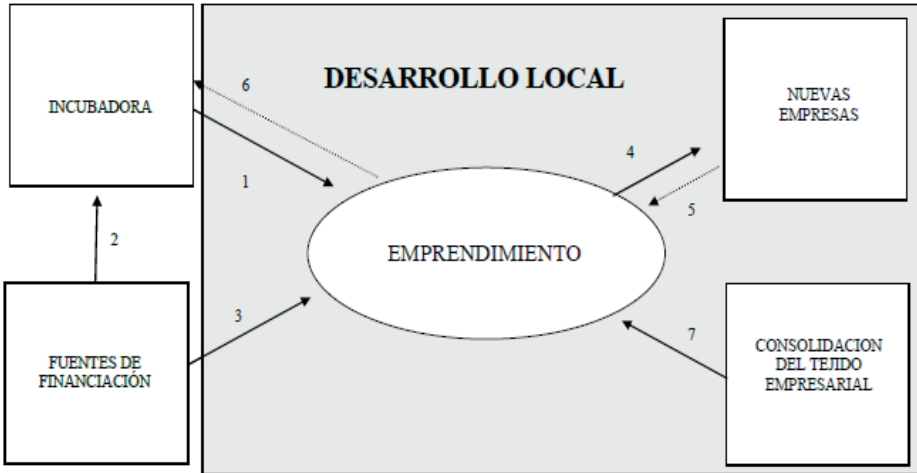 DESARROLLO LOCAL
INCUBADORA
NUEVAS
EMPRESAS
6
4
1
5
EMPRENDIMIENTO
2
3
7
FUENTES DE
FINANCIACIÓN
CONSOLIDACION
DEL TEJIDO
EMPRESARIAL